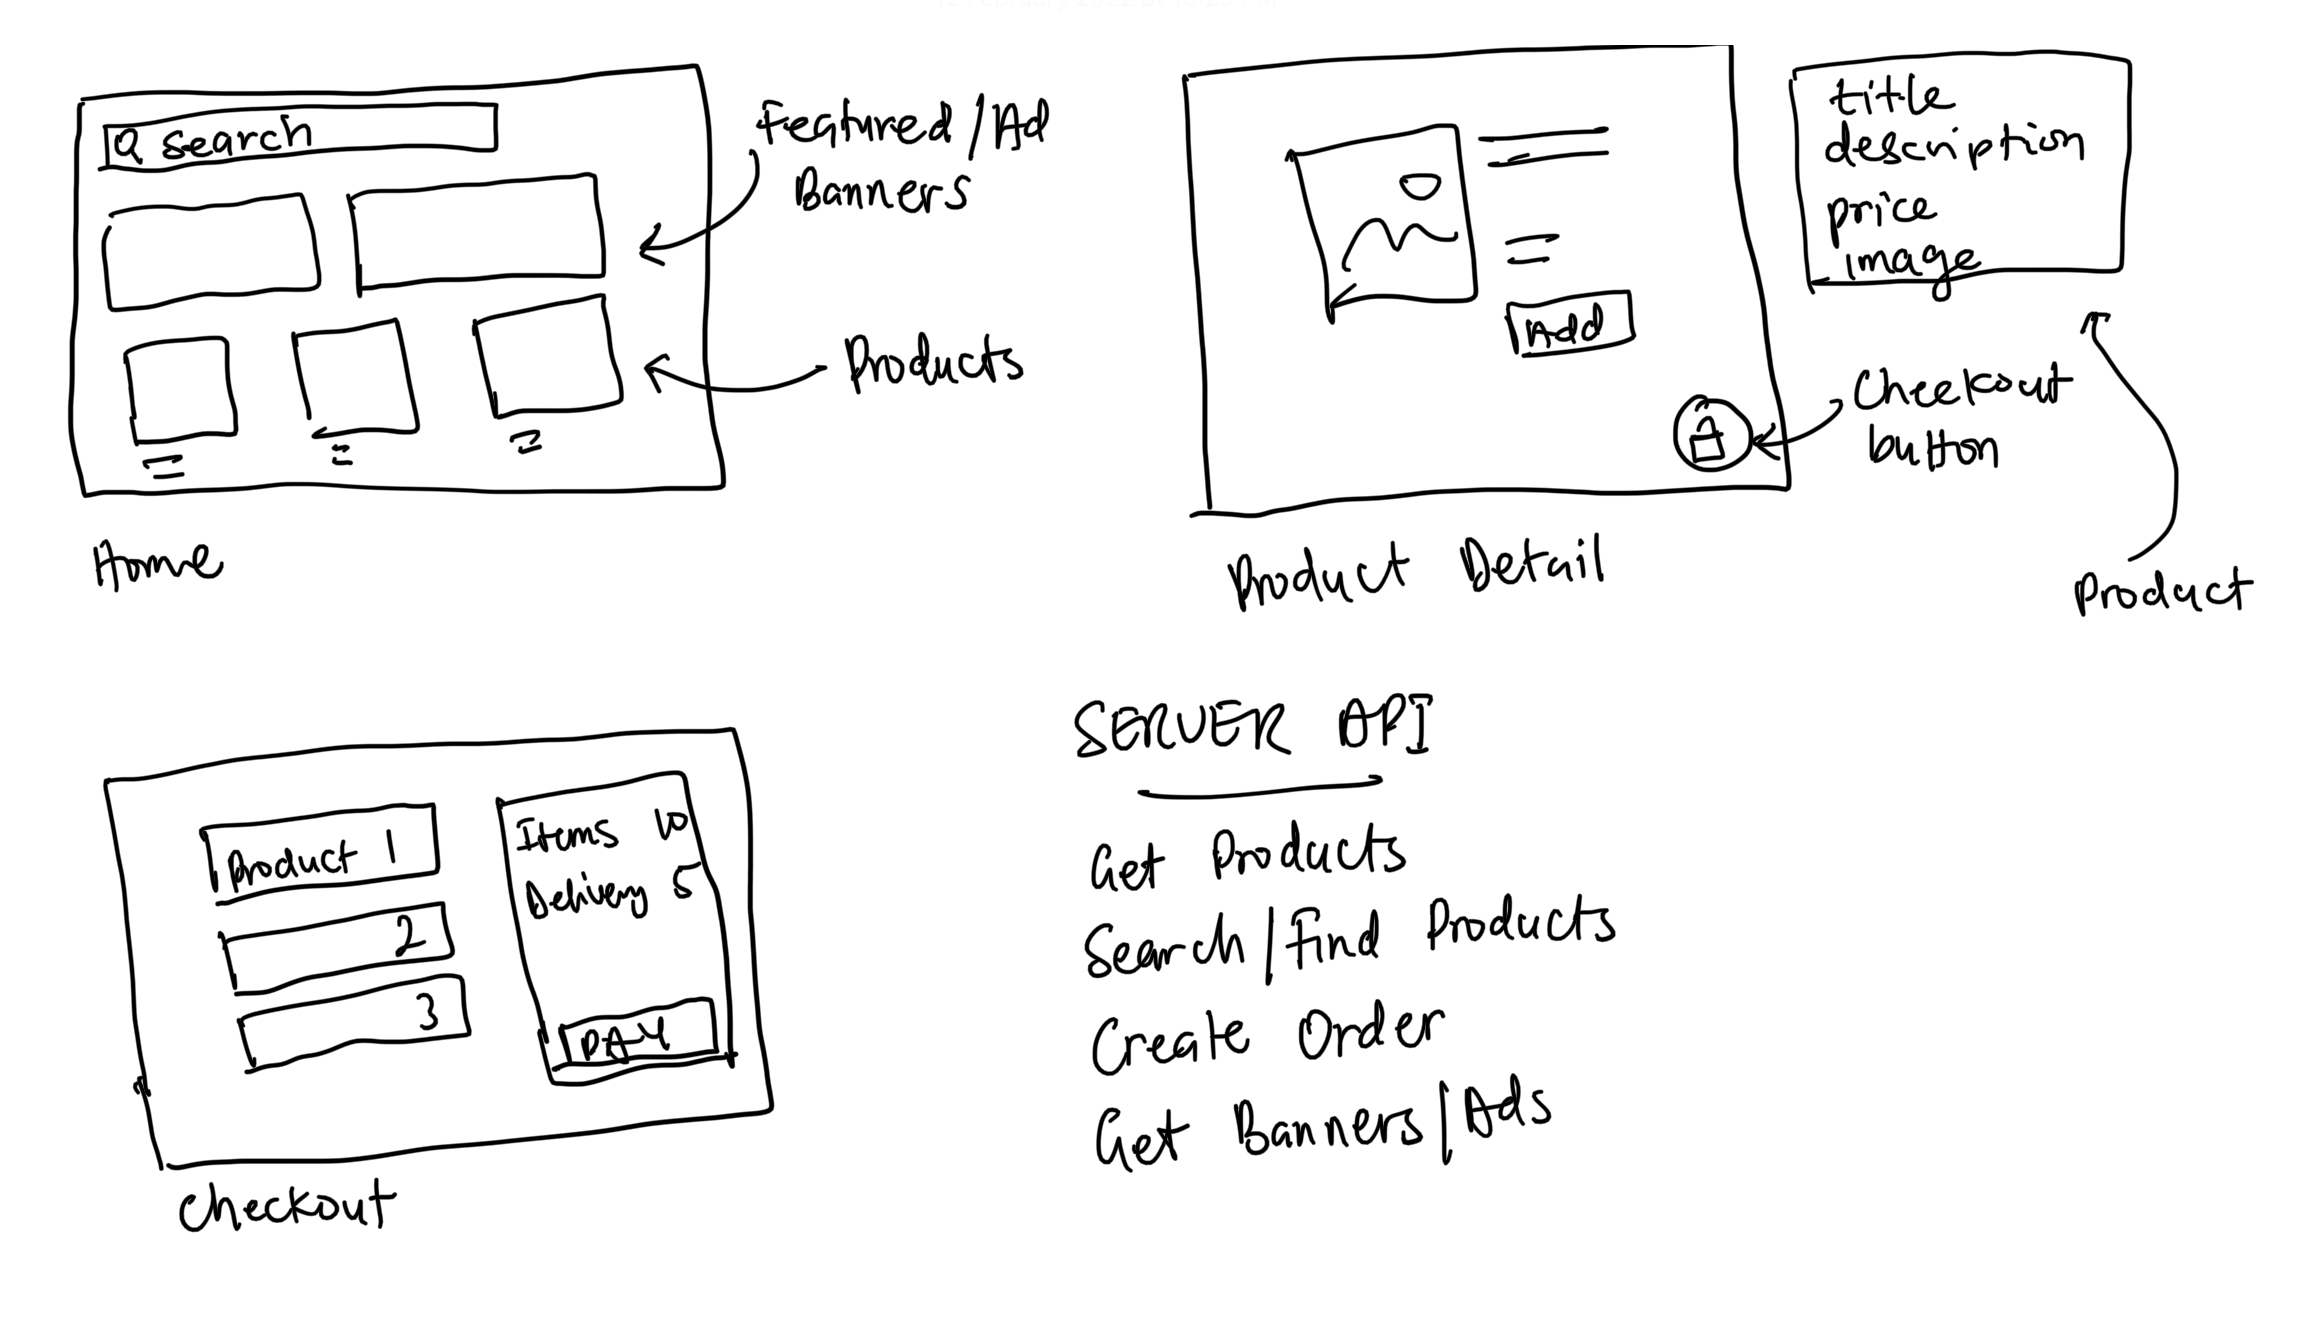 search
Featured/Ad
Banners
Products
Home
Add
Checkout
button
Product Detail
title
description
price
image
Product
Product 1
2
3
Items 10
Delivery 5
PAY
Checkout
SERVER API
Get Products
Search/Find Products
Create Order
Get Banners/Ads